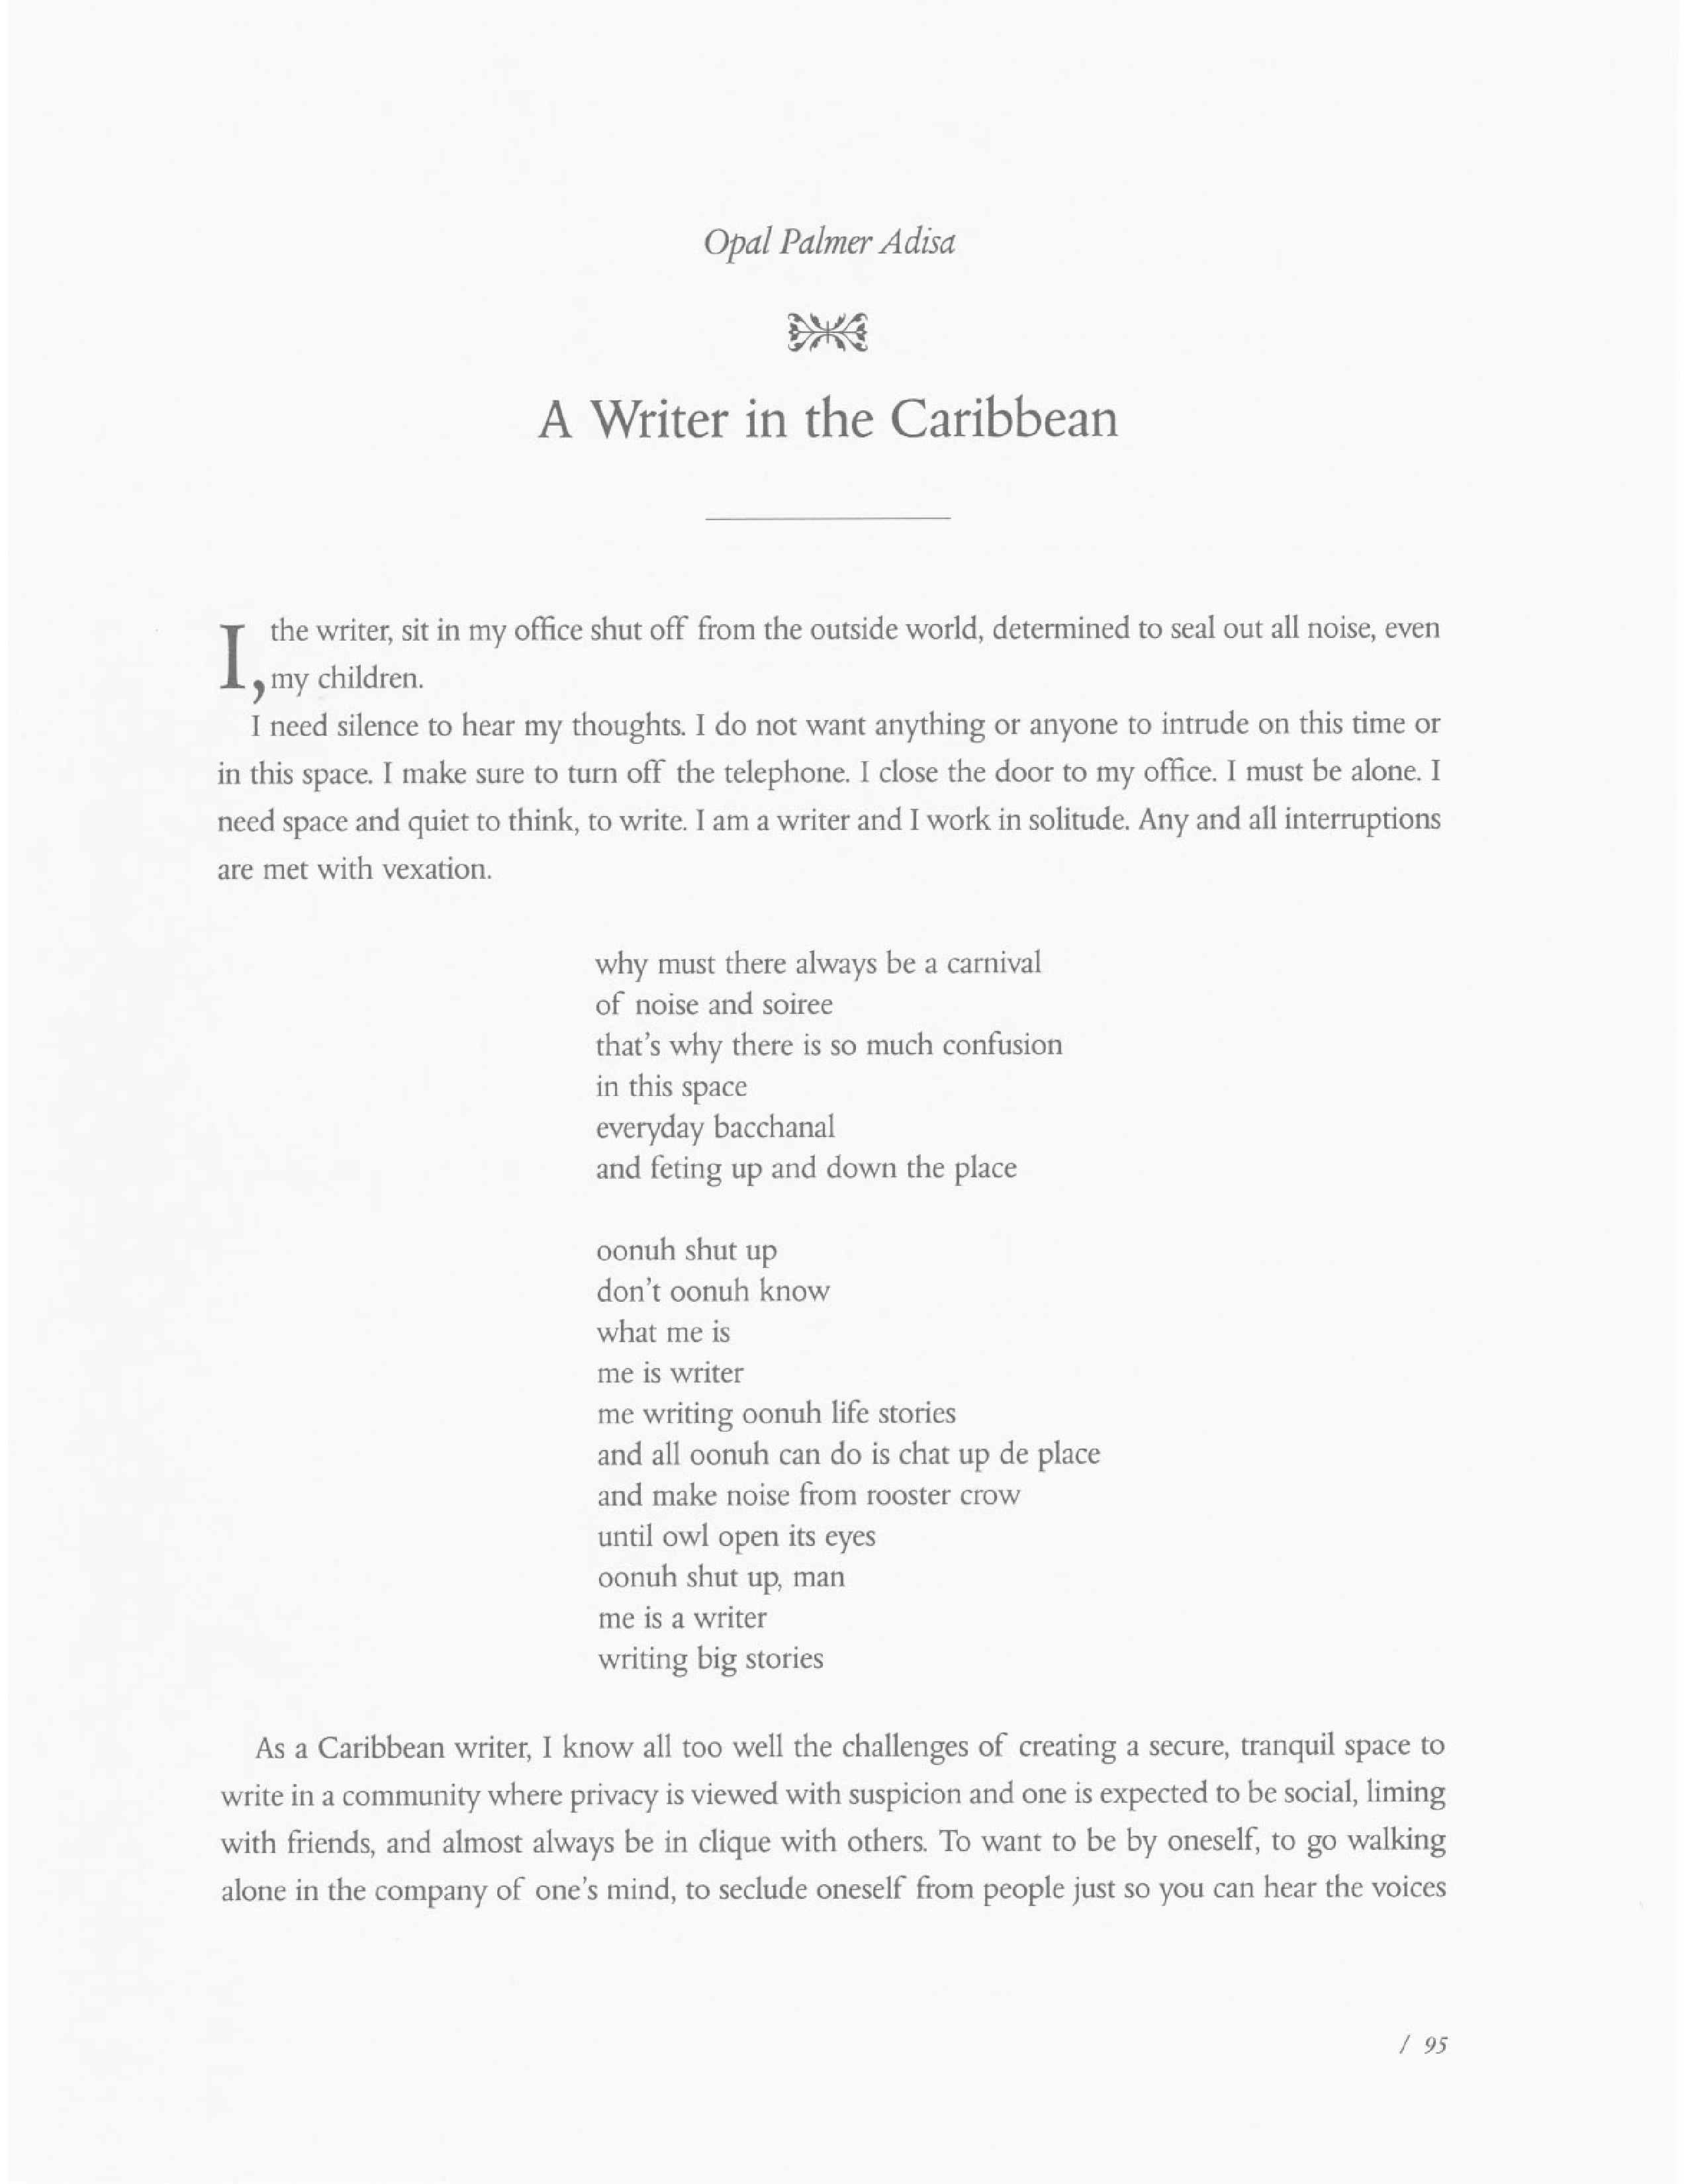 Opal Palmer Adisa
A Writer in the Caribbean
I, the writer, sit in my office shut off from the outside world, determined to seal out all noise, even
my children.
I need silence to hear my thoughts. I do not want anything or anyone to intrude on this time or
in this space. I make sure to turn off the telephone. I close the door to my office. I must be alone. I
need space and quiet to think, to write. I am a writer and I work in solitude. Any and all interruptions
are met with vexation.
why must there always be a carnival
of noise and soiree
that's why there is so much confusion
in this space
everyday bacchanal
and feting up and down the place
oonuh shut up
don't oonuh know
what me is
me is writer
me writing oonuh life stories
and all oonuh can do is chat up de place
and make noise from rooster crow
until owl open its eyes
oonuh shut up, man
me is a writer
writing big stories
As a Caribbean writer, I know all too well the challenges of creating a secure, tranquil space to
write in a community where privacy is viewed with suspicion and one is expected to be social, liming
with friends, and almost always be in clique with others. To want to be by oneself, to go walking
alone in the company of one's mind, to seclude oneself from people just so you can hear the voices
/ 95